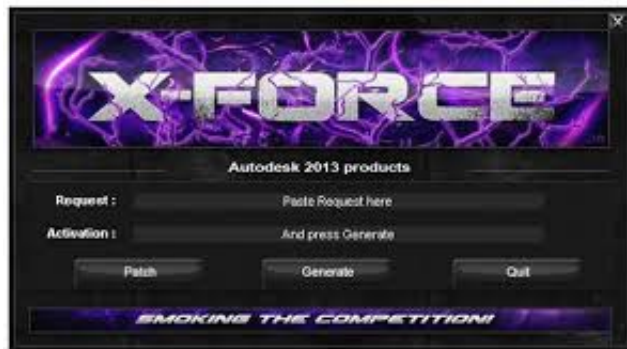 X-FORCE
Autodesk 2013 products
Request :
Paste Request here
Activation :
And press Generate
Patch
Generate
Quit
SMOKING THE COMPETITION!